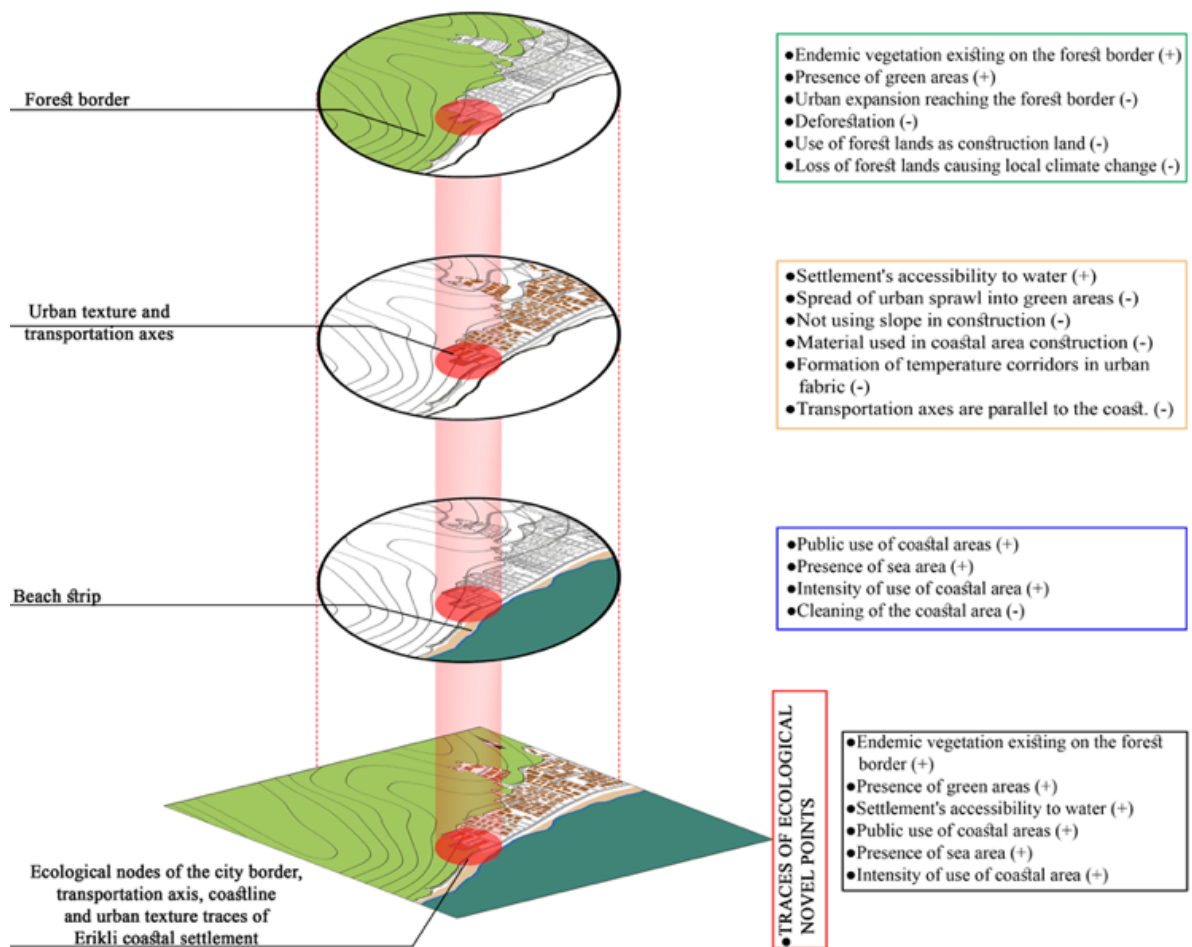 Forest border
●Endemic vegetation existing on the forest border (+)
●Presence of green areas (+)
●Urban expansion reaching the forest border (-)
●Deforestation (-)
●Use of forest lands as construction land (-)
●Loss of forest lands causing local climate change (-)
Urban texture and
transportation axes
●Settlement's accessibility to water (+)
●Spread of urban sprawl into green areas (-)
●Not using slope in construction (-)
●Material used in coastal area construction (-)
●Formation of temperature corridors in urban
fabric (-)
●Transportation axes are parallel to the coast. (-)
Beach strip
●Public use of coastal areas (+)
●Presence of sea area (+)
●Intensity of use of coastal area (+)
●Cleaning of the coastal area (-)
Ecological nodes of the city border,
transportation axis, coastline
and urban texture traces of
Erikli coastal settlement
●TRACES OF ECOLOGICAL
NOVEL POINTS
●Endemic vegetation existing on the forest
border (+)
●Presence of green areas (+)
●Settlement's accessibility to water (+)
●Public use of coastal areas (+)
●Presence of sea area (+)
●Intensity of use of coastal area (+)